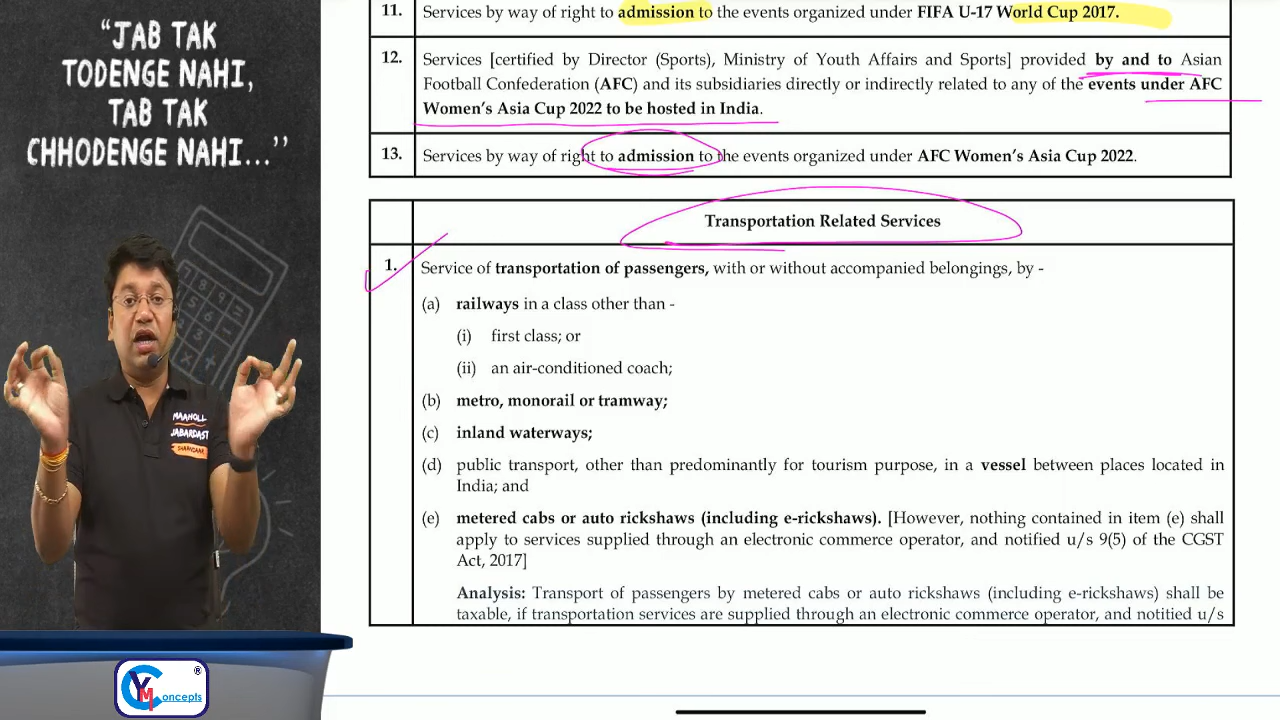 “JAB TAK
TODENGE NAHI,
TAB TAK
CHHODENGE NAHI...’’
MAAHOLL
JABARDAST
SHAANDAAR
YM
Concepts
®
11. Services by way of right to admission to the events organized under FIFA U-17 World Cup 2017.
12. Services [certified by Director (Sports), Ministry of Youth Affairs and Sports] provided by and to Asian
Football Confederation (AFC) and its subsidiaries directly or indirectly related to any of the events under AFC
Women’s Asia Cup 2022 to be hosted in India.
13. Services by way of right to admission to the events organized under AFC Women’s Asia Cup 2022.
Transportation Related Services
1. Service of transportation of passengers, with or without accompanied belongings, by -
(a) railways in a class other than -
(i) first class; or
(ii) an air-conditioned coach;
(b) metro, monorail or tramway;
(c) inland waterways;
(d) public transport, other than predominantly for tourism purpose, in a vessel between places located in
India; and
(e) metered cabs or auto rickshaws (including e-rickshaws). [However, nothing contained in item (e) shall
apply to services supplied through an electronic commerce operator, and notified u/s 9(5) of the CGST
Act, 2017]
Analysis: Transport of passengers by metered cabs or auto rickshaws (including e-rickshaws) shall be
taxable, if transportation services are supplied through an electronic commerce operator, and notitied u/s